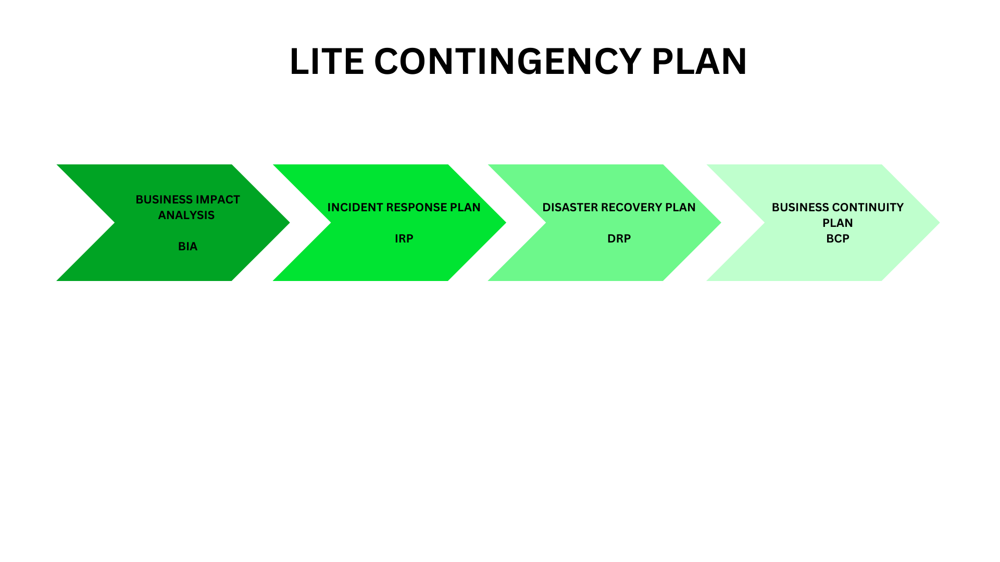 LITE CONTINGENCY PLAN
BUSINESS IMPACT
ANALYSIS
BIA
INCIDENT RESPONSE PLAN
IRP
DISASTER RECOVERY PLAN
DRP
BUSINESS CONTINUITY
PLAN
BCP